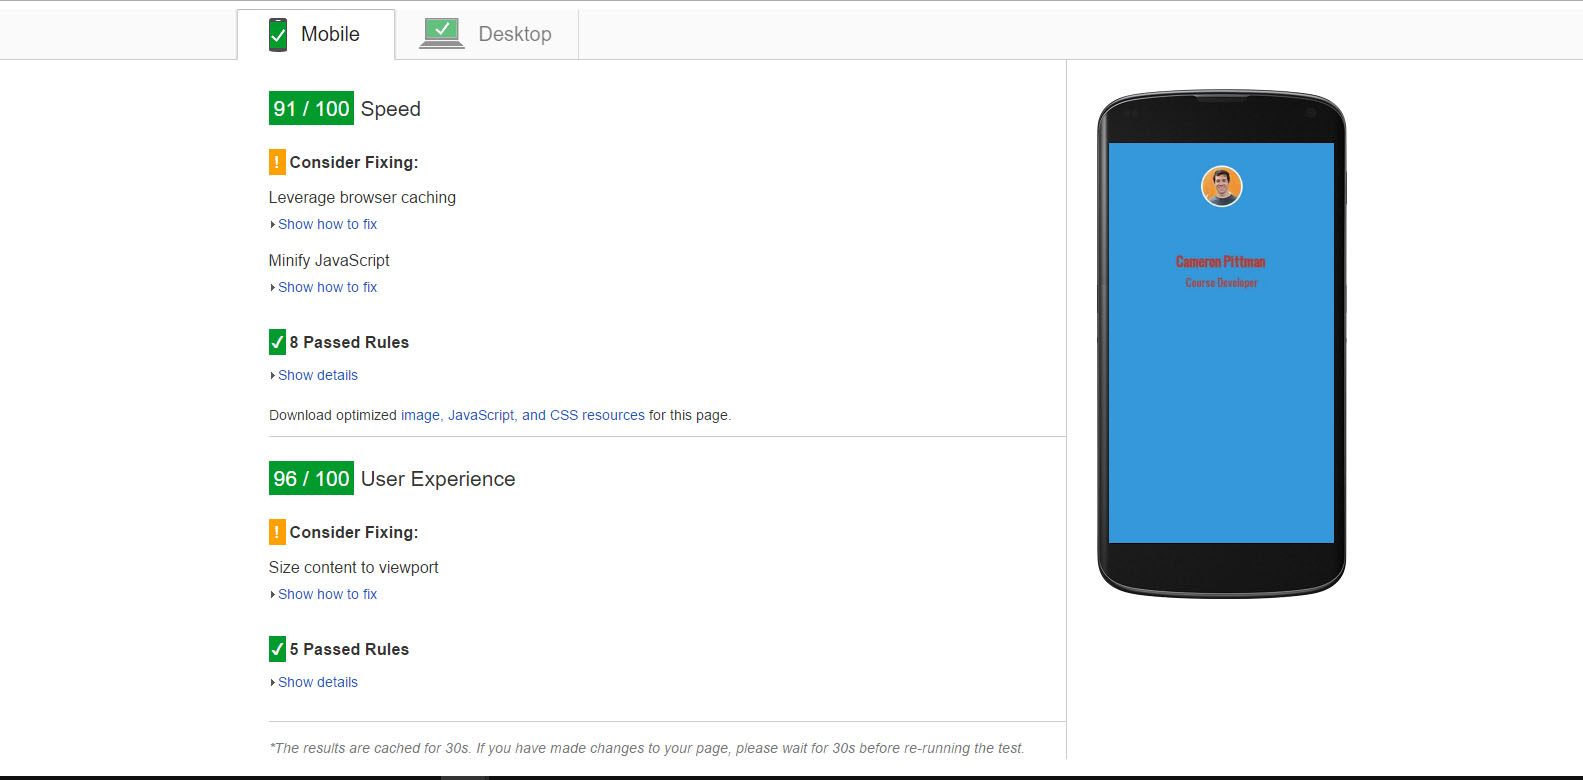 Mobile
Desktop
91 / 100 Speed
! Consider Fixing:
Leverage browser caching
Show how to fix
Minify JavaScript
Show how to fix
8 Passed Rules
Show details
Download optimized image, JavaScript, and CSS resources for this page.
96 / 100 User Experience
! Consider Fixing:
Size content to viewport
Show how to fix
5 Passed Rules
Show details
*The results are cached for 30s. If you have made changes to your page, please wait for 30s before re-running the test.
Cameron Pittman
Course Developer